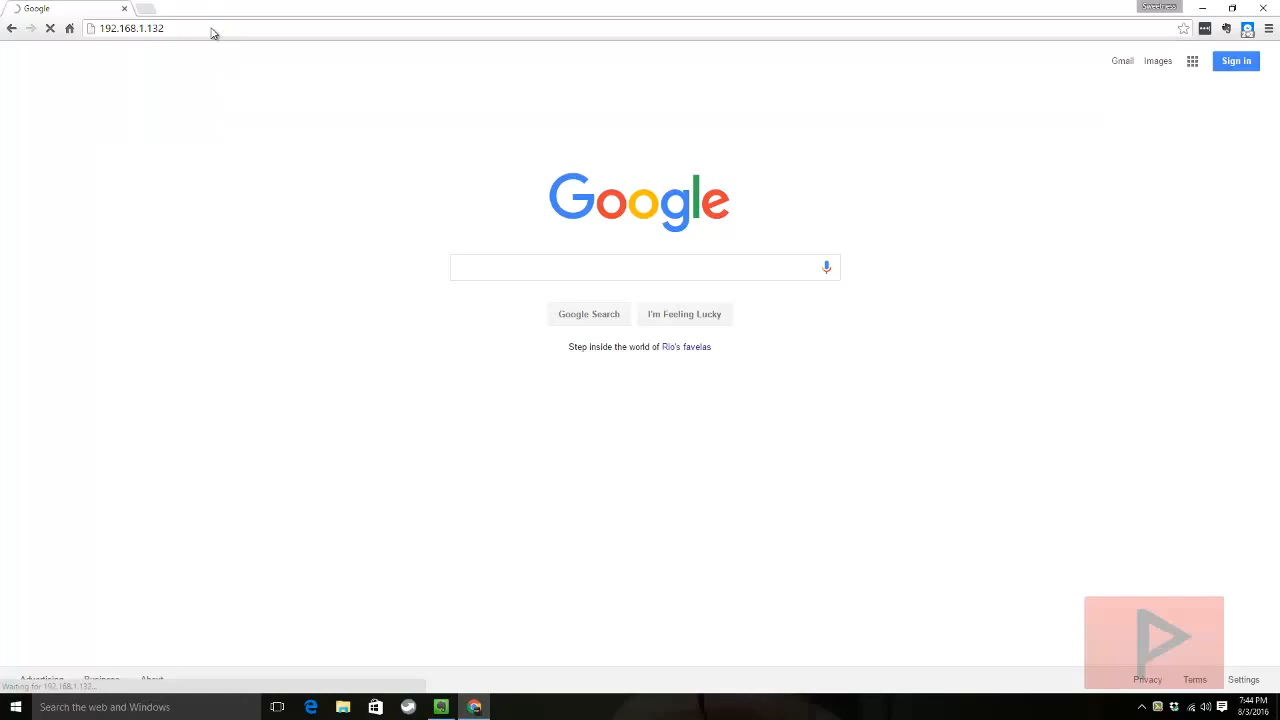 Google
Sweetness
192.168.1.132
Gmail Images Sign in
Google
Google Search I'm Feeling Lucky
Step inside the world of Rio's favelas
Advertising Business About
Privacy Terms Settings
Waiting for 192.168.1.132...
Search the web and Windows
7:44 PM
8/3/2016